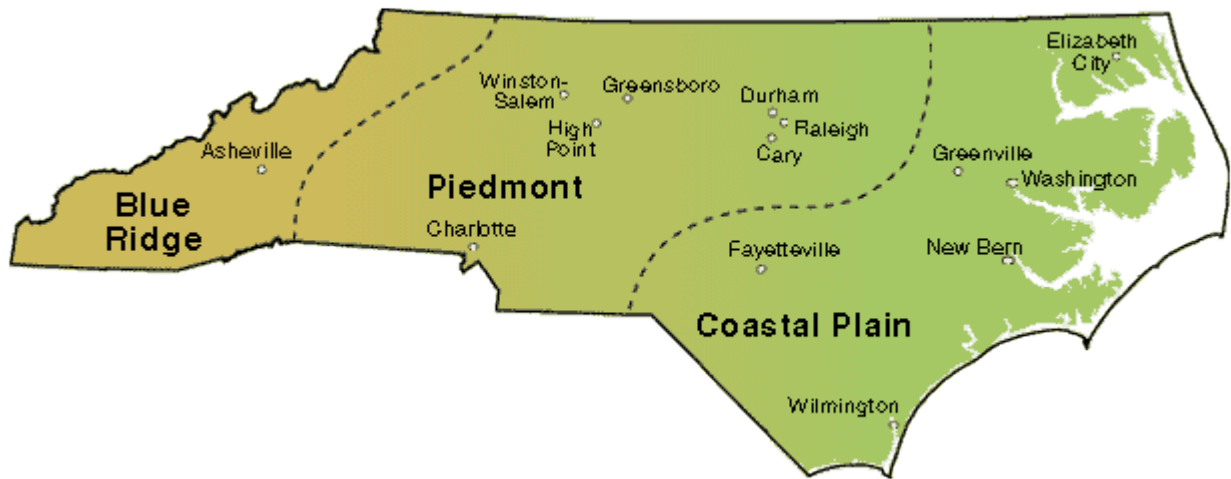 Elizabeth
City
Winston-
Salem
Greensboro
Durham
High
Point
Raleigh
Cary
Asheville
Greenville
Washington
Piedmont
Blue
Ridge
Charlotte
Fayetteville
New Bern
Coastal Plain
Wilmington